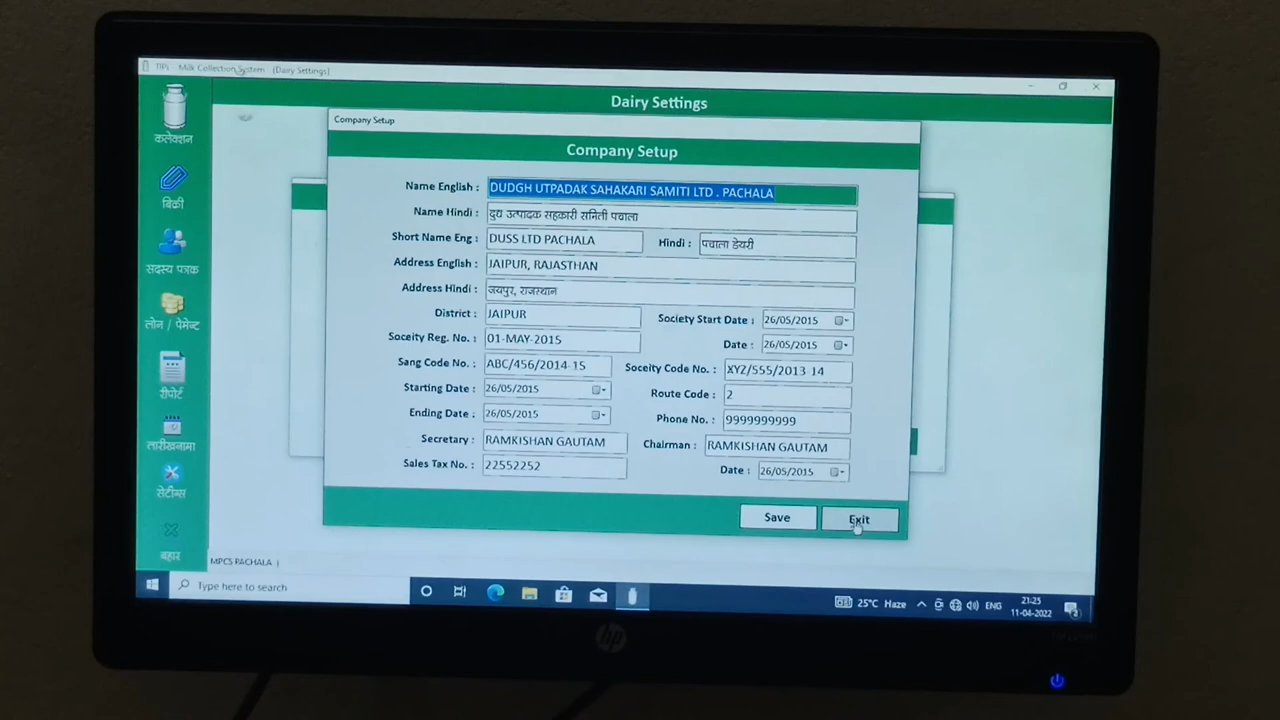 Milk Collection System (Dairy Settings)
Dairy Settings
Company Setup
Company Setup
Name English : DUDGH UTPADAK SAHAKARI SAMITI LTD . PACHALA
Name Hindi : दुध उत्पादक सहकारी समिती पचाला
Short Name Eng : DUSS LTD PACHALA Hindi : पचाला डेयरी
Address English : JAIPUR, RAJASTHAN
Address Hindi : जयपुर, राजस्थान
District : JAIPUR Society Start Date : 26/05/2015
Soceity Reg. No. : 01-MAY-2015 Date : 26/05/2015
Sang Code No. : ABC/456/2014-15 Soceity Code No. : XYZ/555/2013-14
Starting Date : 26/05/2015 Route Code : 2
Ending Date : 26/05/2015 Phone No. : 9999999999
Secretary : RAMKISHAN GAUTAM Chairman : RAMKISHAN GAUTAM
Sales Tax No. : 22552252 Date : 26/05/2015
Save Exit
कलेक्शन
बिक्री
सदस्य पत्रक
लोन / पेमेन्ट
रीपोर्ट
तारीखनामा
सेटींग्स
बहार
MPCS PACHALA |
Type here to search
25°C Haze ENG 21:25
11-04-2022
hp